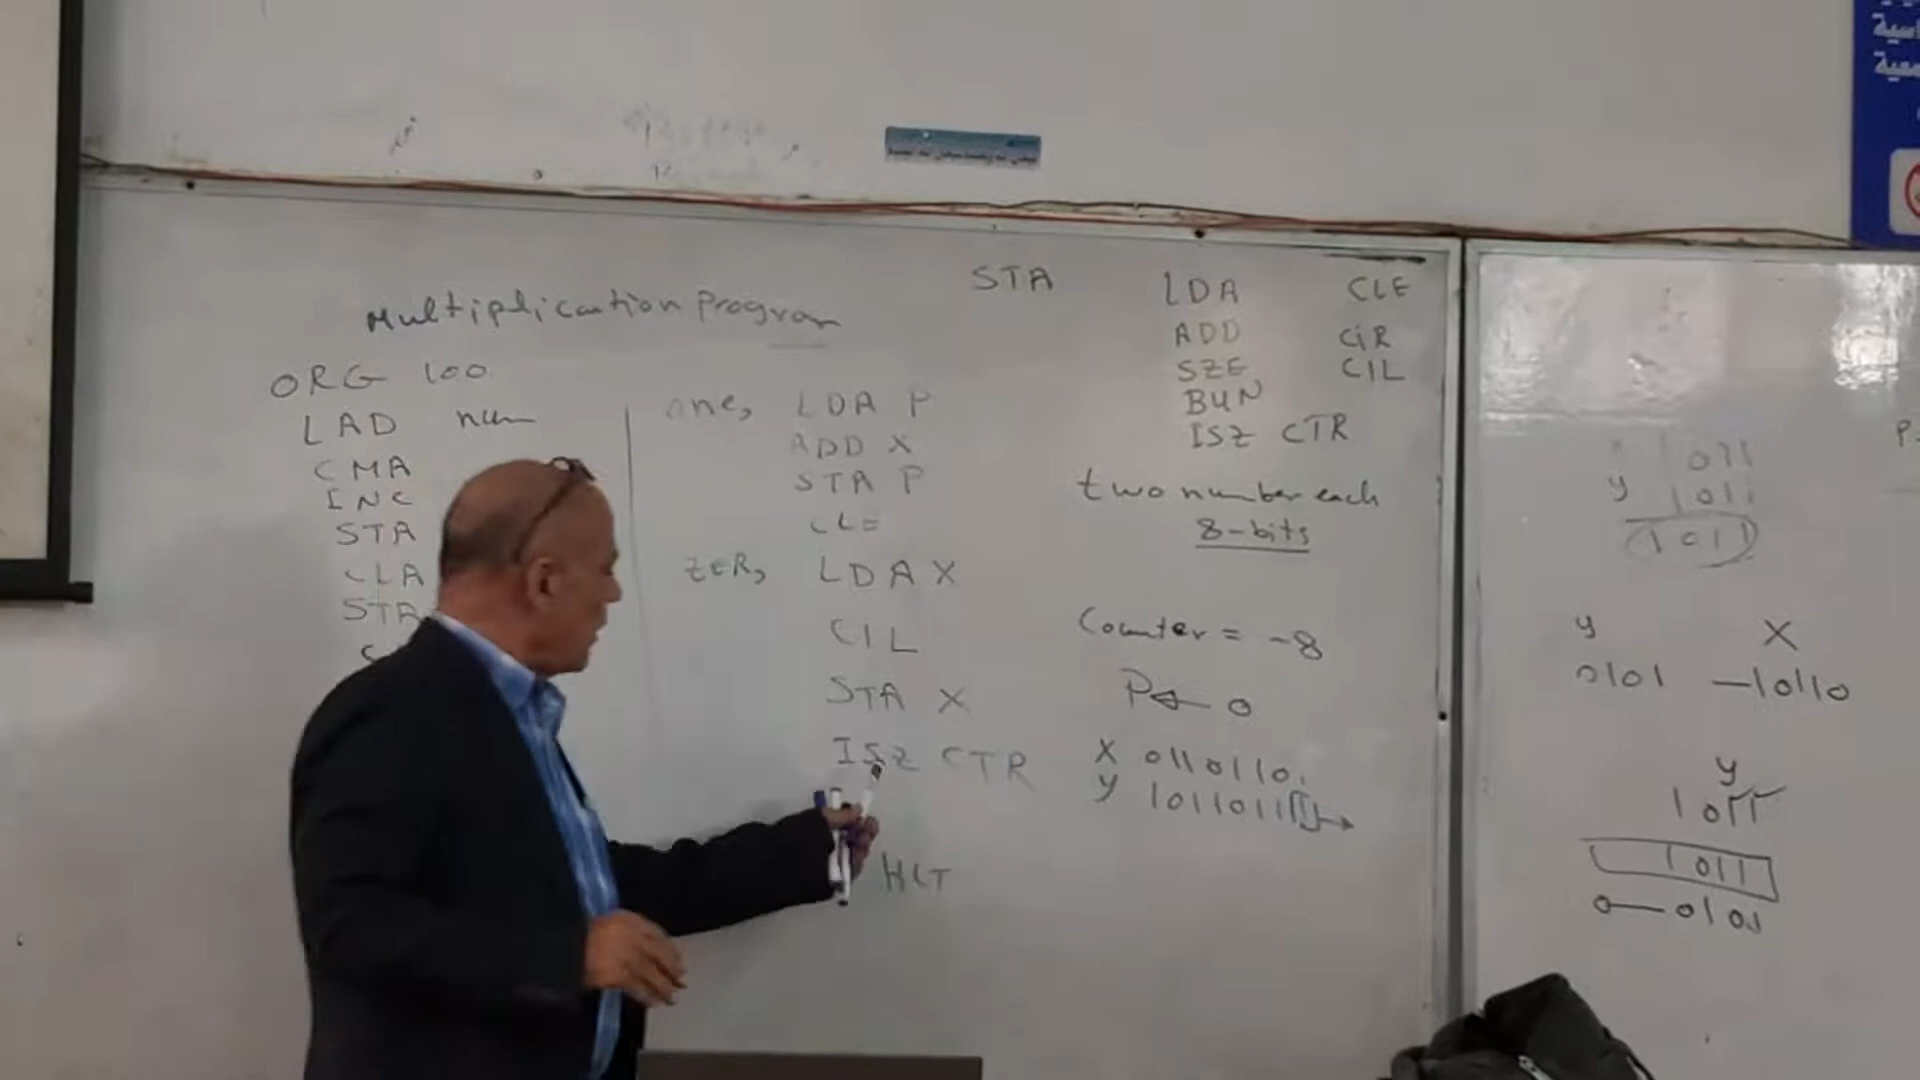 Multiplication program
ORG 100
LAD num
CMA
INC
STA
CLA
STA
one, LDA P
ADD X
STA P
CLE
ZER, LDA X
CIL
STA X
ISZ CTR
HLT
STA
LDA CLE
ADD CIR
SZE CIL
BUN
ISZ CTR
two number each
8-bits
Counter = -8
P ← 0
X 0110110
y 1011011
1011
y 1011
1011
y X
0101 —10110
y
1011
1011
0—0101